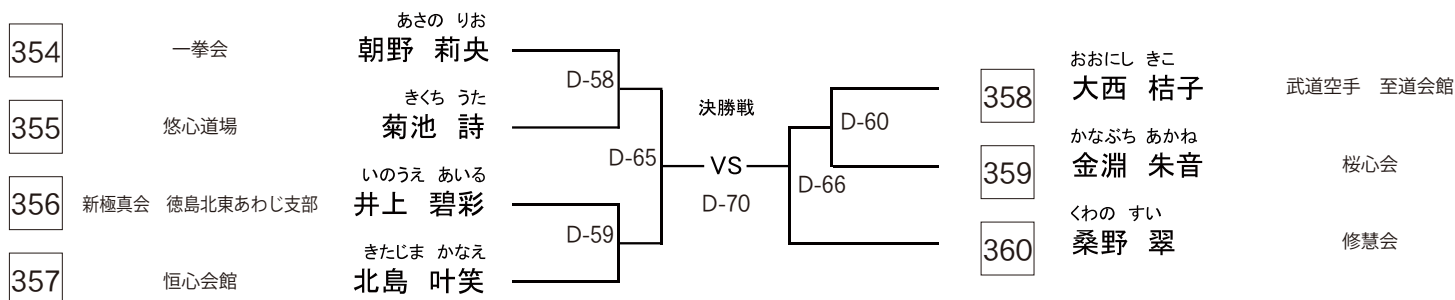 あさの りお
354 一拳会 朝野 莉央
D-58
きくち うた
355 悠心道場 菊池 詩
D-65
いのうえ あいる
356 新極真会 徳島北東あわじ支部 井上 碧彩
D-59
きたじま かなえ
357 恒心会館 北島 叶笑
決勝戦
VS
D-70
おおにし きこ
358 大西 桔子 武道空手 至道会館
D-60
かなぶち あかね
359 金淵 朱音 桜心会
D-66
くわの すい
360 桑野 翠 修慧会